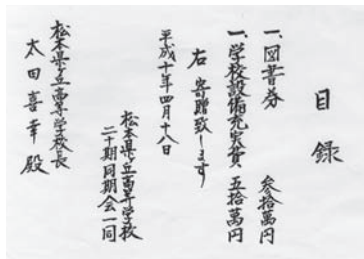 目録
一、図書券　参拾萬円
一、学校設備充実費　五拾萬円
右寄贈致します
平成十年四月十八日
松本県立高等学校
二十期同期会一同
松本県立高等学校長
太田喜幸殿